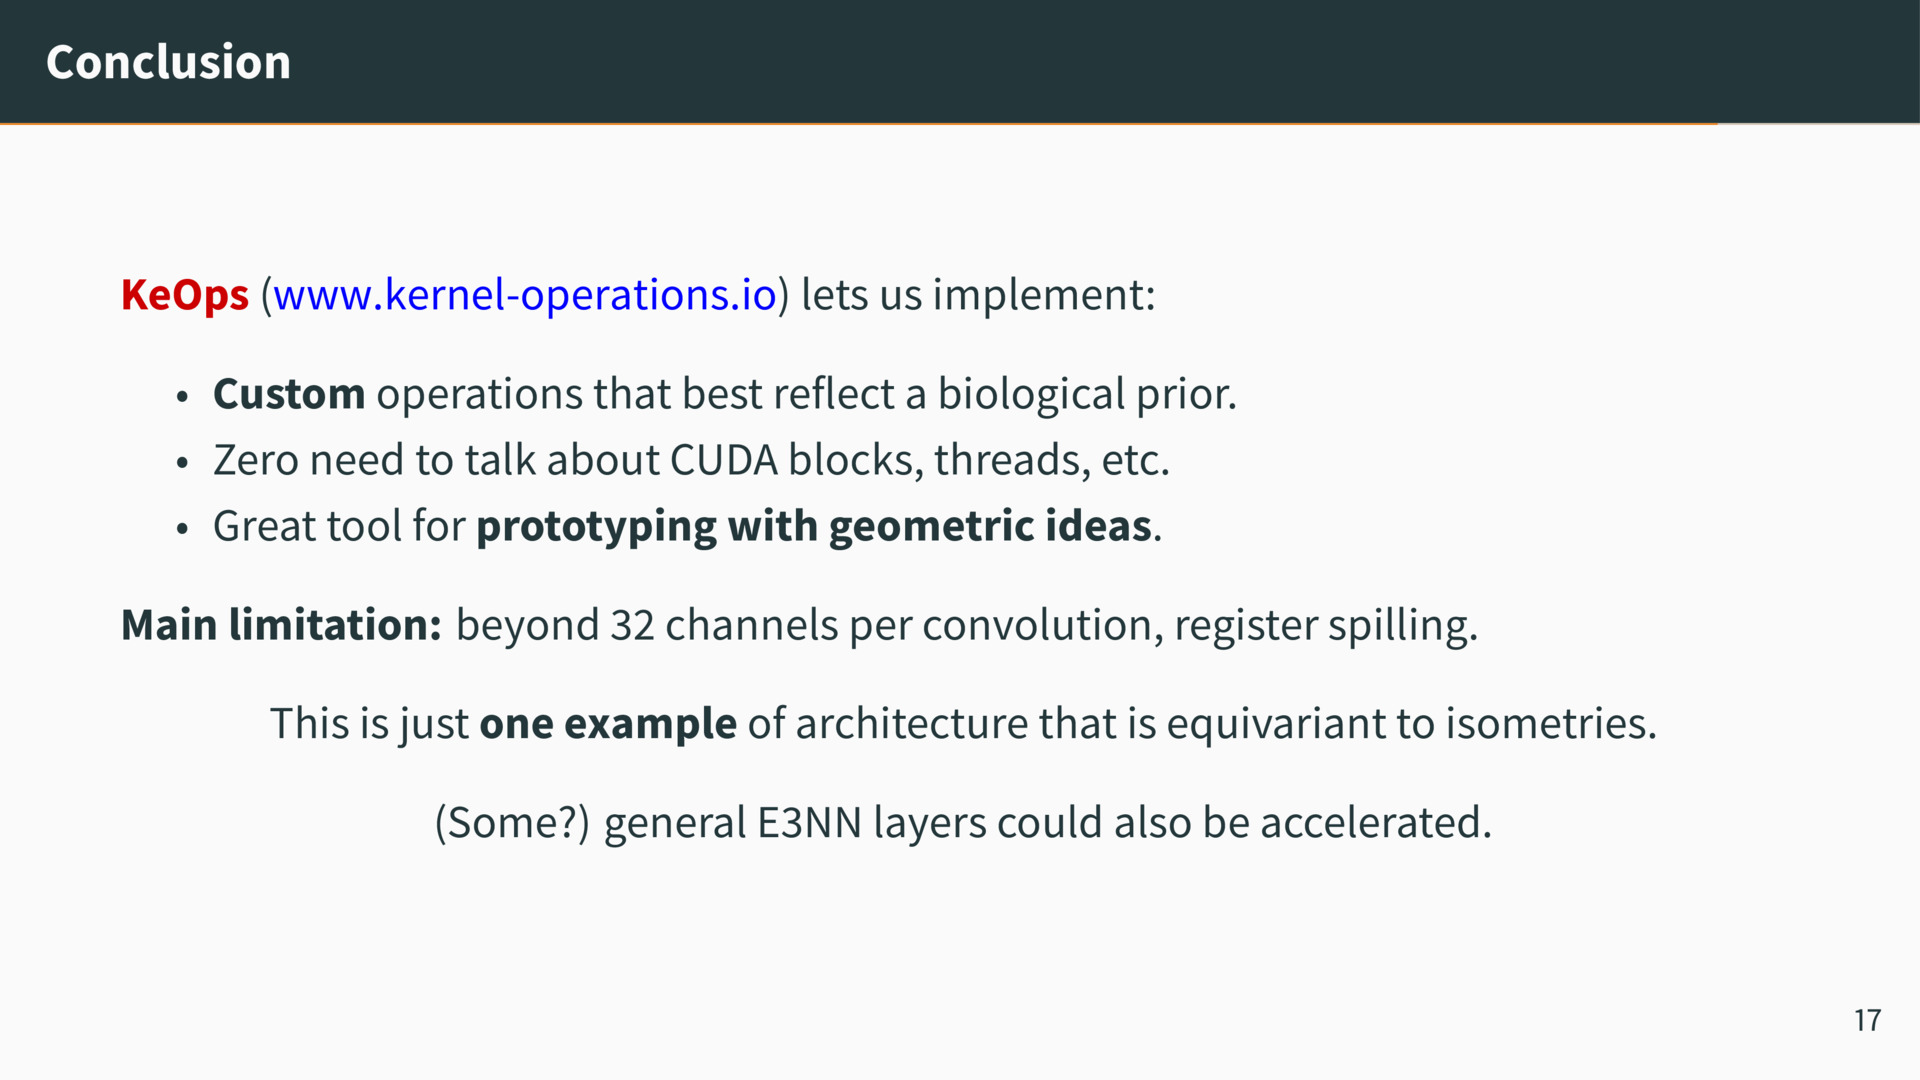 Conclusion
KeOps (www.kernel-operations.io) lets us implement:
• Custom operations that best reflect a biological prior.
• Zero need to talk about CUDA blocks, threads, etc.
• Great tool for prototyping with geometric ideas.
Main limitation: beyond 32 channels per convolution, register spilling.
This is just one example of architecture that is equivariant to isometries.
(Some?) general E3NN layers could also be accelerated.
17